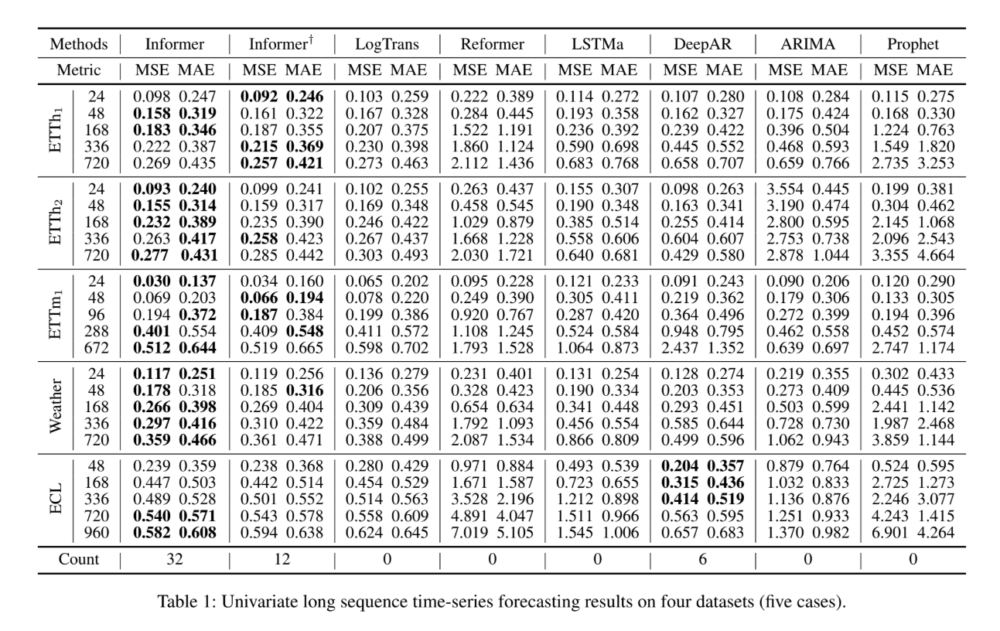 Methods Informer Informer† LogTrans Reformer LSTMa DeepAR ARIMA Prophet
Metric MSE MAE MSE MAE MSE MAE MSE MAE MSE MAE MSE MAE MSE MAE MSE MAE
ETTh₁
24 0.098 0.247 0.092 0.246 0.103 0.259 0.222 0.389 0.114 0.272 0.107 0.280 0.108 0.284 0.115 0.275
48 0.158 0.319 0.161 0.322 0.167 0.328 0.284 0.445 0.193 0.358 0.162 0.327 0.175 0.424 0.168 0.330
168 0.183 0.346 0.187 0.355 0.207 0.375 1.522 1.191 0.236 0.392 0.239 0.422 0.396 0.504 1.224 0.763
336 0.222 0.387 0.215 0.369 0.230 0.398 1.860 1.124 0.590 0.698 0.445 0.552 0.468 0.593 1.549 1.820
720 0.269 0.435 0.257 0.421 0.273 0.463 2.112 1.436 0.683 0.768 0.658 0.707 0.659 0.766 2.735 3.253
ETTh₂
24 0.093 0.240 0.099 0.241 0.102 0.255 0.263 0.437 0.155 0.307 0.098 0.263 3.554 0.445 0.199 0.381
48 0.155 0.314 0.159 0.317 0.169 0.348 0.458 0.545 0.190 0.348 0.163 0.341 3.190 0.474 0.304 0.462
168 0.232 0.389 0.235 0.390 0.246 0.422 1.029 0.879 0.385 0.514 0.255 0.414 2.800 0.595 2.145 1.068
336 0.263 0.417 0.258 0.423 0.267 0.437 1.668 1.228 0.558 0.606 0.604 0.607 2.753 0.738 2.096 2.543
720 0.277 0.431 0.285 0.442 0.303 0.493 2.030 1.721 0.640 0.681 0.429 0.580 2.878 1.044 3.355 4.664
ETTm₁
24 0.030 0.137 0.034 0.160 0.065 0.202 0.095 0.228 0.121 0.233 0.091 0.243 0.090 0.206 0.120 0.290
48 0.069 0.203 0.066 0.194 0.078 0.220 0.249 0.390 0.305 0.411 0.219 0.362 0.179 0.306 0.133 0.305
96 0.194 0.372 0.187 0.384 0.199 0.386 0.920 0.767 0.287 0.420 0.364 0.496 0.272 0.399 0.194 0.396
288 0.401 0.554 0.409 0.548 0.411 0.572 1.108 1.245 0.524 0.584 0.948 0.795 0.462 0.558 0.452 0.574
672 0.512 0.644 0.519 0.665 0.598 0.702 1.793 1.528 1.064 0.873 2.437 1.352 0.639 0.697 2.747 1.174
Weather
24 0.117 0.251 0.119 0.256 0.136 0.279 0.231 0.401 0.131 0.254 0.128 0.274 0.219 0.355 0.302 0.433
48 0.178 0.318 0.185 0.316 0.206 0.356 0.328 0.423 0.190 0.334 0.203 0.353 0.273 0.409 0.445 0.536
168 0.266 0.398 0.269 0.404 0.309 0.439 0.654 0.634 0.341 0.448 0.293 0.451 0.503 0.599 2.441 1.142
336 0.297 0.416 0.310 0.422 0.359 0.484 1.792 1.093 0.456 0.554 0.585 0.644 0.728 0.730 1.987 2.468
720 0.359 0.466 0.361 0.471 0.388 0.499 2.087 1.534 0.866 0.809 0.499 0.596 1.062 0.943 3.859 1.144
ECL
48 0.239 0.359 0.238 0.368 0.280 0.429 0.971 0.884 0.493 0.539 0.204 0.357 0.879 0.764 0.524 0.595
168 0.447 0.503 0.442 0.514 0.454 0.529 1.671 1.587 0.723 0.655 0.315 0.436 1.032 0.833 2.725 1.273
336 0.489 0.528 0.501 0.552 0.514 0.563 3.528 2.196 1.212 0.898 0.414 0.519 1.136 0.876 2.246 3.077
720 0.540 0.571 0.543 0.578 0.558 0.609 4.891 4.047 1.511 0.966 0.563 0.595 1.251 0.933 4.243 1.415
960 0.582 0.608 0.594 0.638 0.624 0.645 7.019 5.105 1.545 1.006 0.657 0.683 1.370 0.982 6.901 4.264
Count 32 12 0 0 0 6 0 0
Table 1: Univariate long sequence time-series forecasting results on four datasets (five cases).